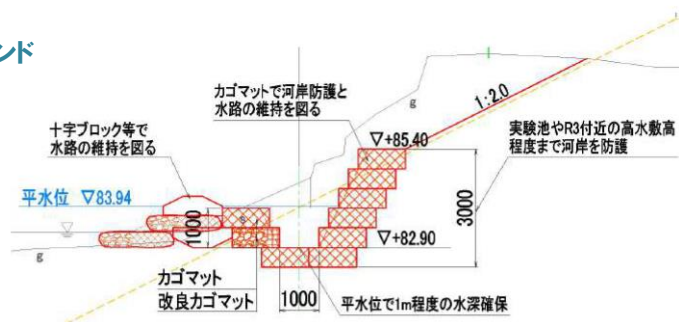 ンド
カゴマットで河岸防護と
水路の維持を図る
g
1:2.0
十字ブロック等で
水路の維持を図る
▽+85.40
実験池やR3付近の高水敷高
程度まで河岸を防護
平水位 ▽83.94
1000
3000
▽+82.90
g
カゴマット
改良カゴマット
1000
平水位で1m程度の水深確保